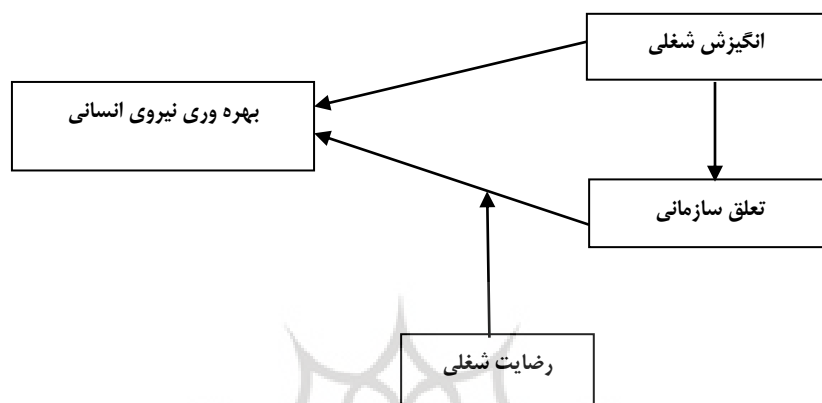 انگیزش شغلی
بهره وری نیروی انسانی
تعلق سازمانی
رضایت شغلی